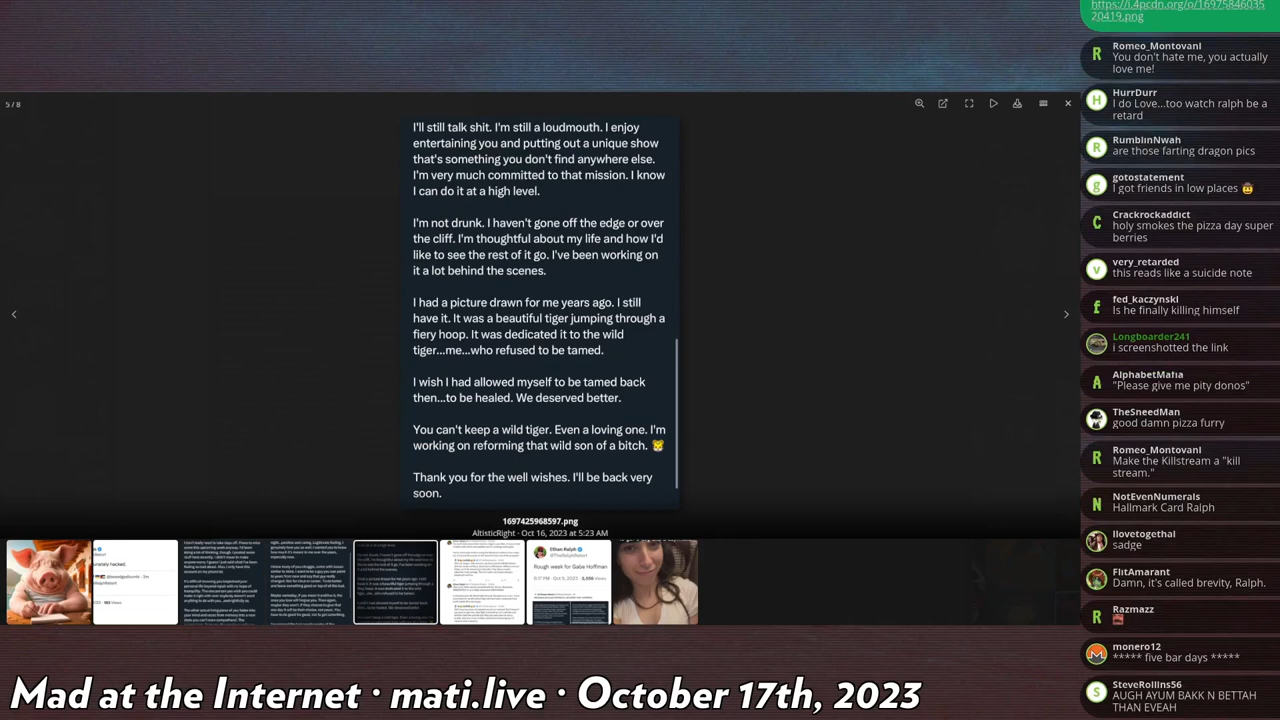 https://i.4pcdn.org/o/16975846035
20419.png
5 / 8
I'll still talk shit. I'm still a loudmouth. I enjoy
entertaining you and putting out a unique show
that's something you don't find anywhere else.
I'm very much committed to that mission. I know
I can do it at a high level.
I'm not drunk. I haven't gone off the edge or over
the cliff. I'm thoughtful about my life and how I'd
like to see the rest of it go. I've been working on
it a lot behind the scenes.
I had a picture drawn for me years ago. I still
have it. It was a beautiful tiger jumping through a
fiery hoop. It was dedicated it to the wild
tiger...me...who refused to be tamed.
I wish I had allowed myself to be tamed back
then...to be healed. We deserved better.
You can't keep a wild tiger. Even a loving one. I'm
working on reforming that wild son of a bitch. 🐯
Thank you for the well wishes. I'll be back very
soon.
1697425968597.png
AltisticRight · Oct 16, 2023 at 5:23 AM
Ethan Ralph
@TheRalphRetort
Rough week for Gabe Hoffman
R
Romeo_MontovanI
You don't hate me, you actually
love me!
H
HurrDurr
I do Love...too watch ralph be a
retard
R
RumblinNwah
are those farting dragon pics
g
gotostatement
I got friends in low places 🤠
C
Crackrockaddict
holy smokes the pizza day super
berries
v
very_retarded
this reads like a suicide note
f
fed_kaczynski
Is he finally killing himself
Longboarder241
i screenshotted the link
A
AlphabetMafia
"Please give me pity donos"
TheSneedMan
good damn pizza furry
R
Romeo_MontovanI
Make the Killstream a "kill
Stream."
N
NotEvenNumerals
Hallmark-ass Ralph
R
Razmazz
monero12
***** five bar days *****
S
SteveRollins56
AUGH AYUM BAKK N BETTAH
THAN EVEAH
Mad at the Internet · mati.live · October 17th, 2023